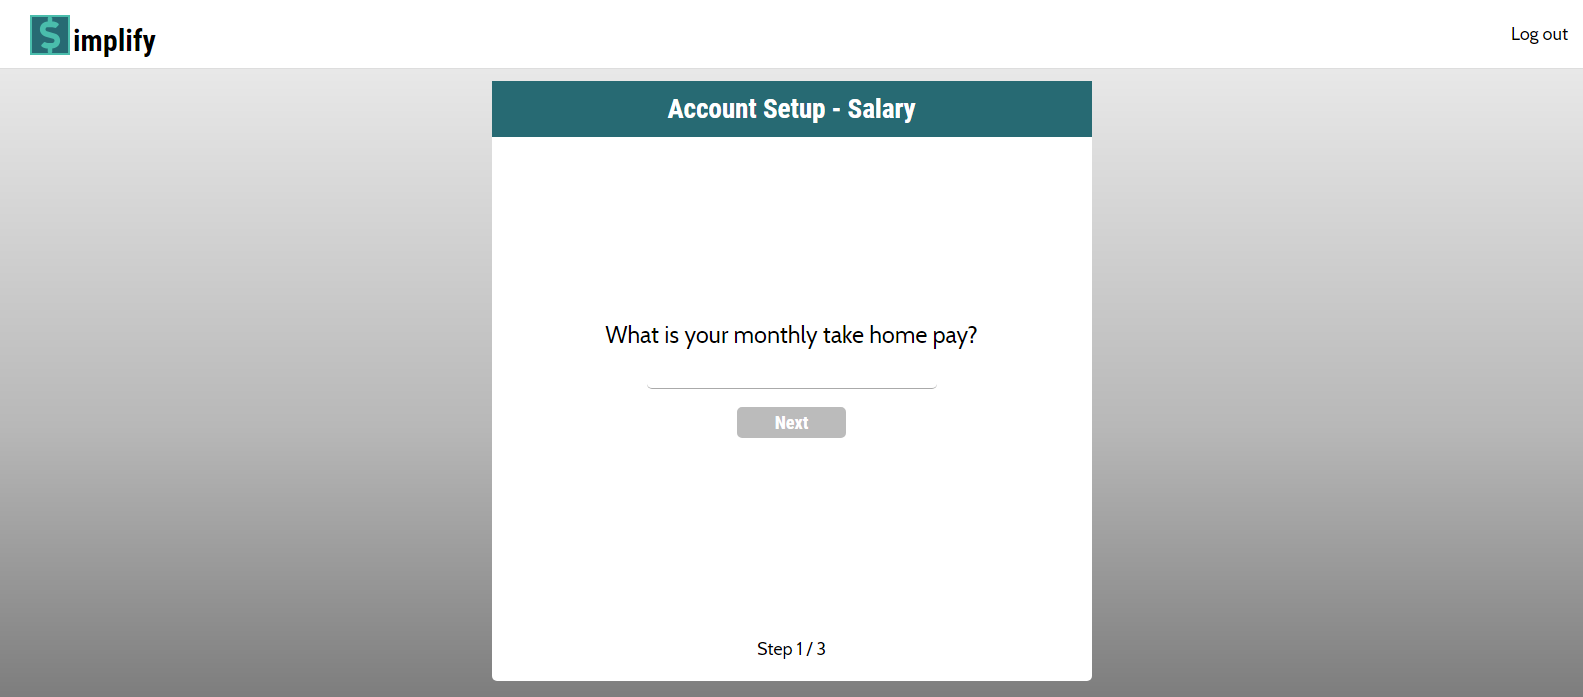 $implify
Log out
Account Setup - Salary
What is your monthly take home pay?
Next
Step 1 / 3